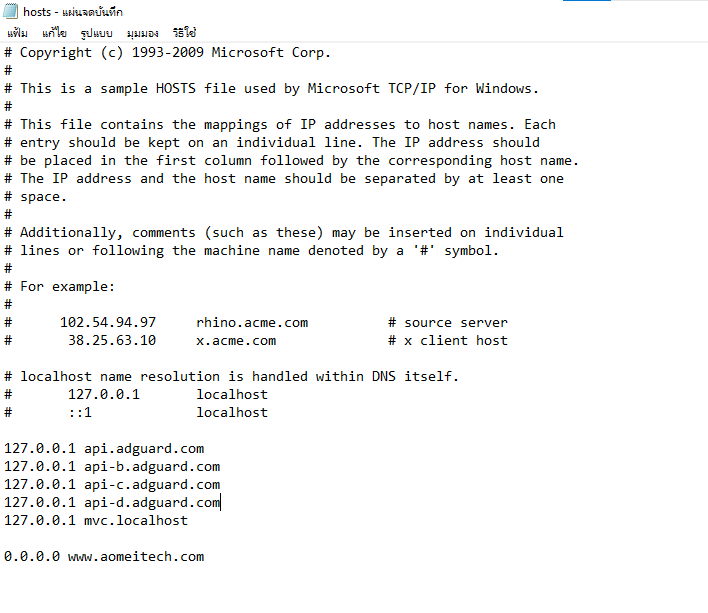 hosts - แผ่นจดบันทึก
แฟ้ม แก้ไข รูปแบบ มุมมอง วิธีใช้
# Copyright (c) 1993-2009 Microsoft Corp.
#
# This is a sample HOSTS file used by Microsoft TCP/IP for Windows.
#
# This file contains the mappings of IP addresses to host names. Each
# entry should be kept on an individual line. The IP address should
# be placed in the first column followed by the corresponding host name.
# The IP address and the host name should be separated by at least one
# space.
#
# Additionally, comments (such as these) may be inserted on individual
# lines or following the machine name denoted by a '#' symbol.
#
# For example:
#
#      102.54.94.97     rhino.acme.com          # source server
#       38.25.63.10     x.acme.com              # x client host

# localhost name resolution is handled within DNS itself.
#       127.0.0.1       localhost
#       ::1             localhost

127.0.0.1 api.adguard.com
127.0.0.1 api-b.adguard.com
127.0.0.1 api-c.adguard.com
127.0.0.1 api-d.adguard.com
127.0.0.1 mvc.localhost

0.0.0.0 www.aomeitech.com